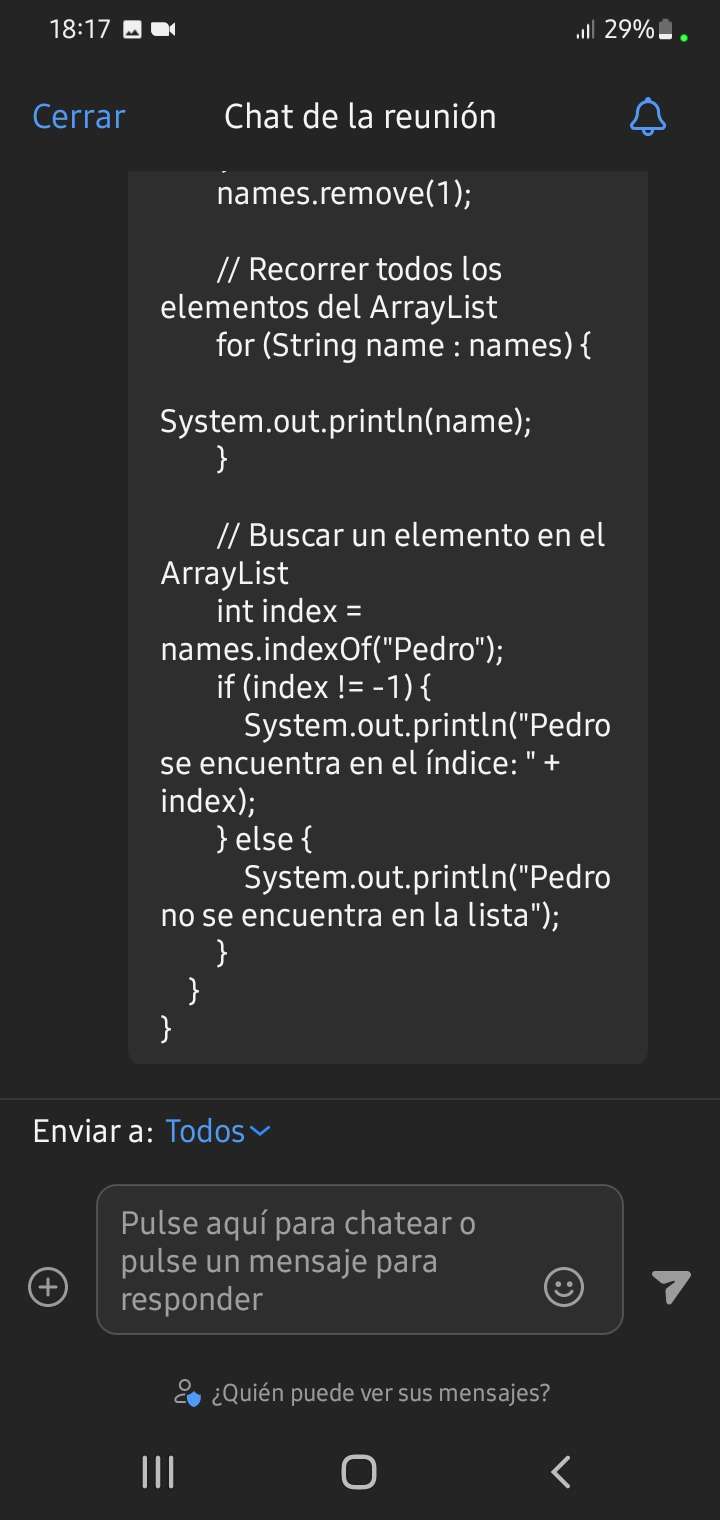 18:17 29%
Cerrar Chat de la reunión
names.remove(1);
// Recorrer todos los
elementos del ArrayList
for (String name : names) {
System.out.println(name);
}
// Buscar un elemento en el
ArrayList
int index =
names.indexOf("Pedro");
if (index != -1) {
System.out.println("Pedro
se encuentra en el índice: " +
index);
} else {
System.out.println("Pedro
no se encuentra en la lista");
}
}
}
Enviar a: Todos
Pulse aquí para chatear o
pulse un mensaje para
responder
¿Quién puede ver sus mensajes?